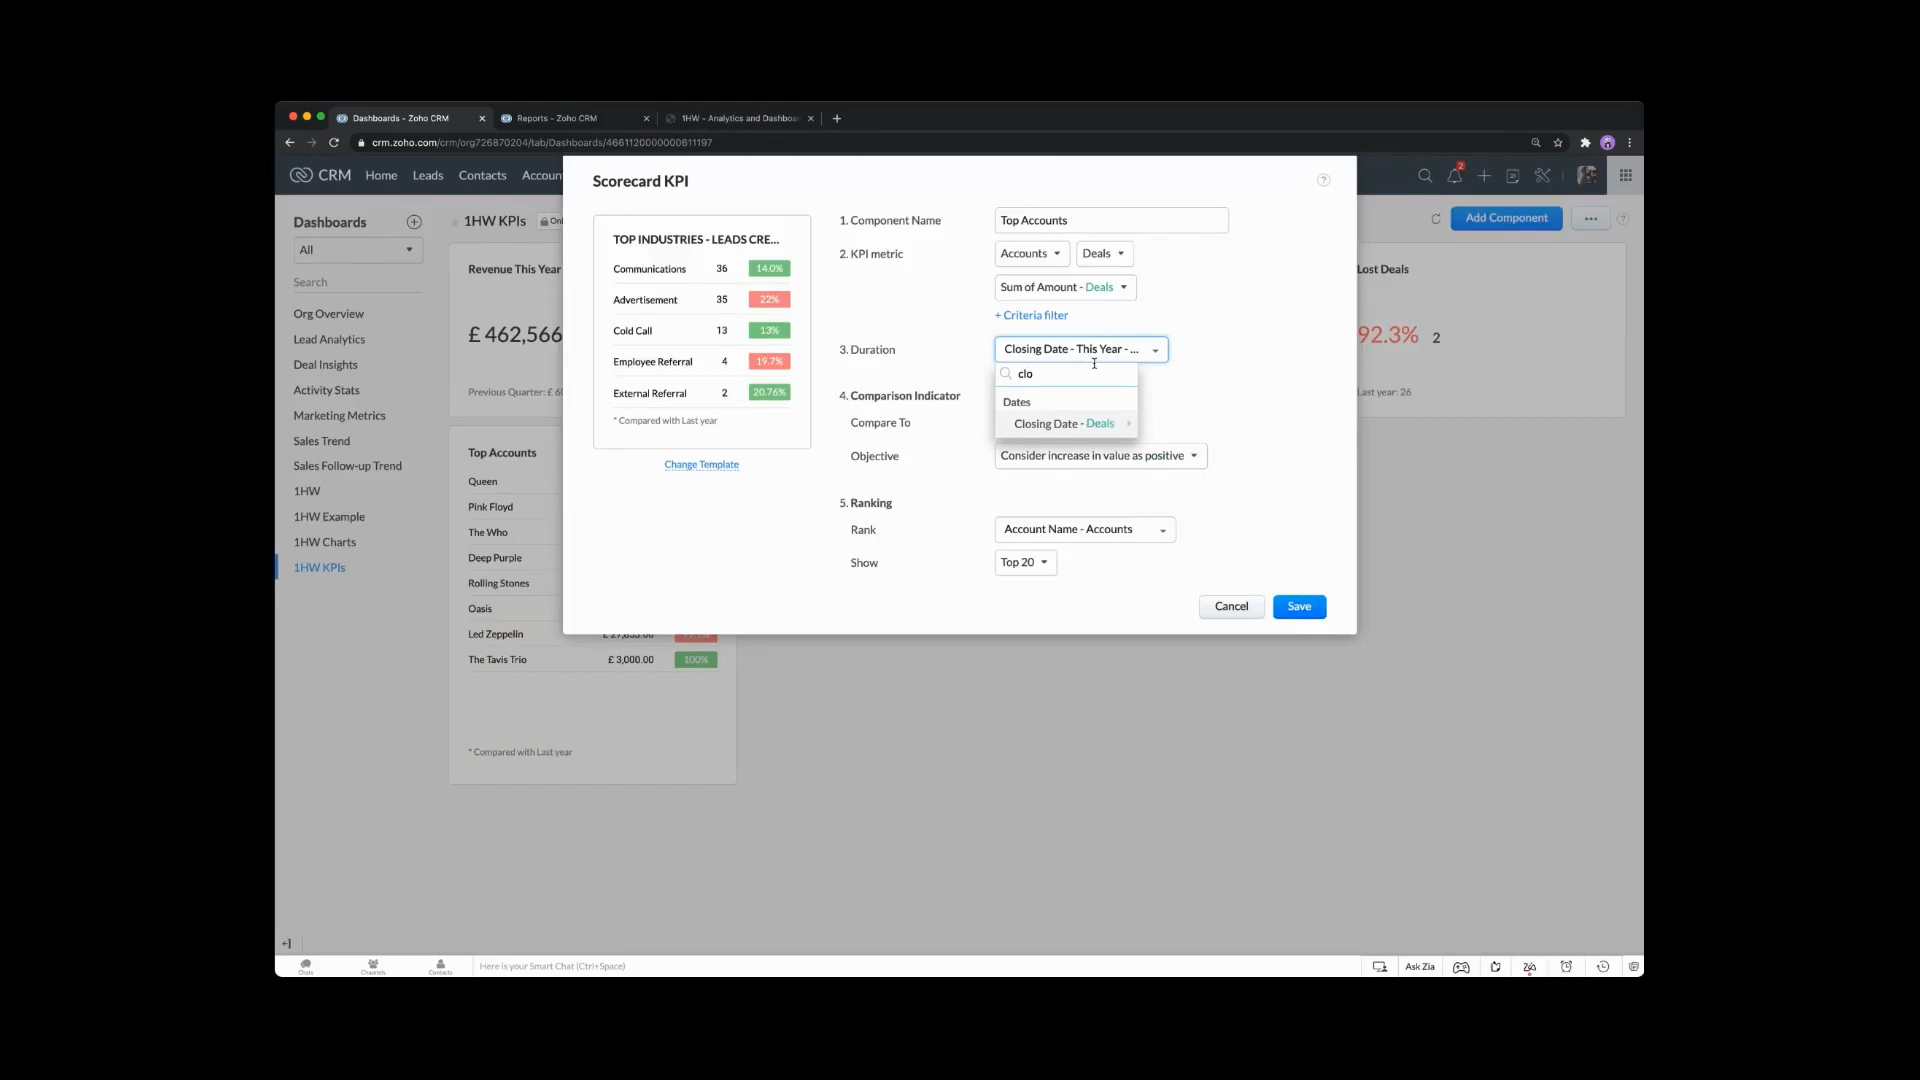 Dashboards - Zoho CRM
Reports - Zoho CRM
1HW - Analytics and Dashboa
crm.zoho.com/crm/org726870204/tab/Dashboards/4661120000000611197
CRM Home Leads Contacts Accoun
2
Dashboards
All
Search
Org Overview
Lead Analytics
Deal Insights
Activity Stats
Marketing Metrics
Sales Trend
Sales Follow-up Trend
1HW
1HW Example
1HW Charts
1HW KPIs
1HW KPIs
Add Component
Revenue This Year
£ 462,566
Previous Quarter: £
Lost Deals
92.3% 2
Last year: 26
Top Accounts
Queen
Pink Floyd
The Who
Deep Purple
Rolling Stones
Oasis
Led Zeppelin
The Tavis Trio £ 3,000.00 100%
* Compared with Last year
Scorecard KPI
TOP INDUSTRIES - LEADS CRE...
Communications 36 14.0%
Advertisement 35 22%
Cold Call 13 13%
Employee Referral 4 19.7%
External Referral 2 20.76%
* Compared with Last year
Change Template
1. Component Name Top Accounts
2. KPI metric Accounts Deals
Sum of Amount - Deals
+ Criteria filter
3. Duration Closing Date - This Year - ...
clo
Dates
Closing Date - Deals
4. Comparison Indicator
Compare To
Objective Consider increase in value as positive
5. Ranking
Rank Account Name - Accounts
Show Top 20
Cancel Save
Chats Channels Contacts
Here is your Smart Chat (Ctrl+Space)
Ask Zia